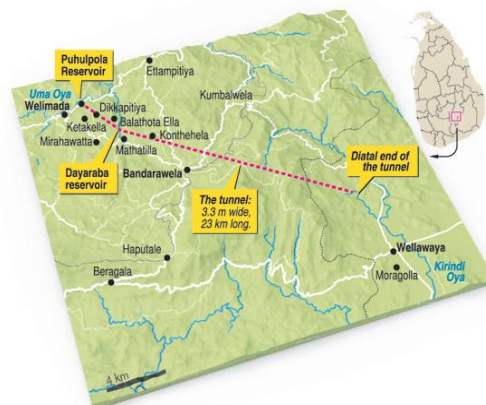 Puhulpola
Reservoir
Ettampitiya
Uma Oya
Welimada
Dikkapitiya
Kumbalwela
Balathota Ella
Ketakella
Konthehela
Mirahawatta
Mathatilla
Diatal end of
the tunnel
Dayaraba
reservoir
Bandarawela
The tunnel:
3.3 m wide,
23 km long.
Haputale
Wellawaya
Beragala
Moragolla
Kirindi
Oya
4 km